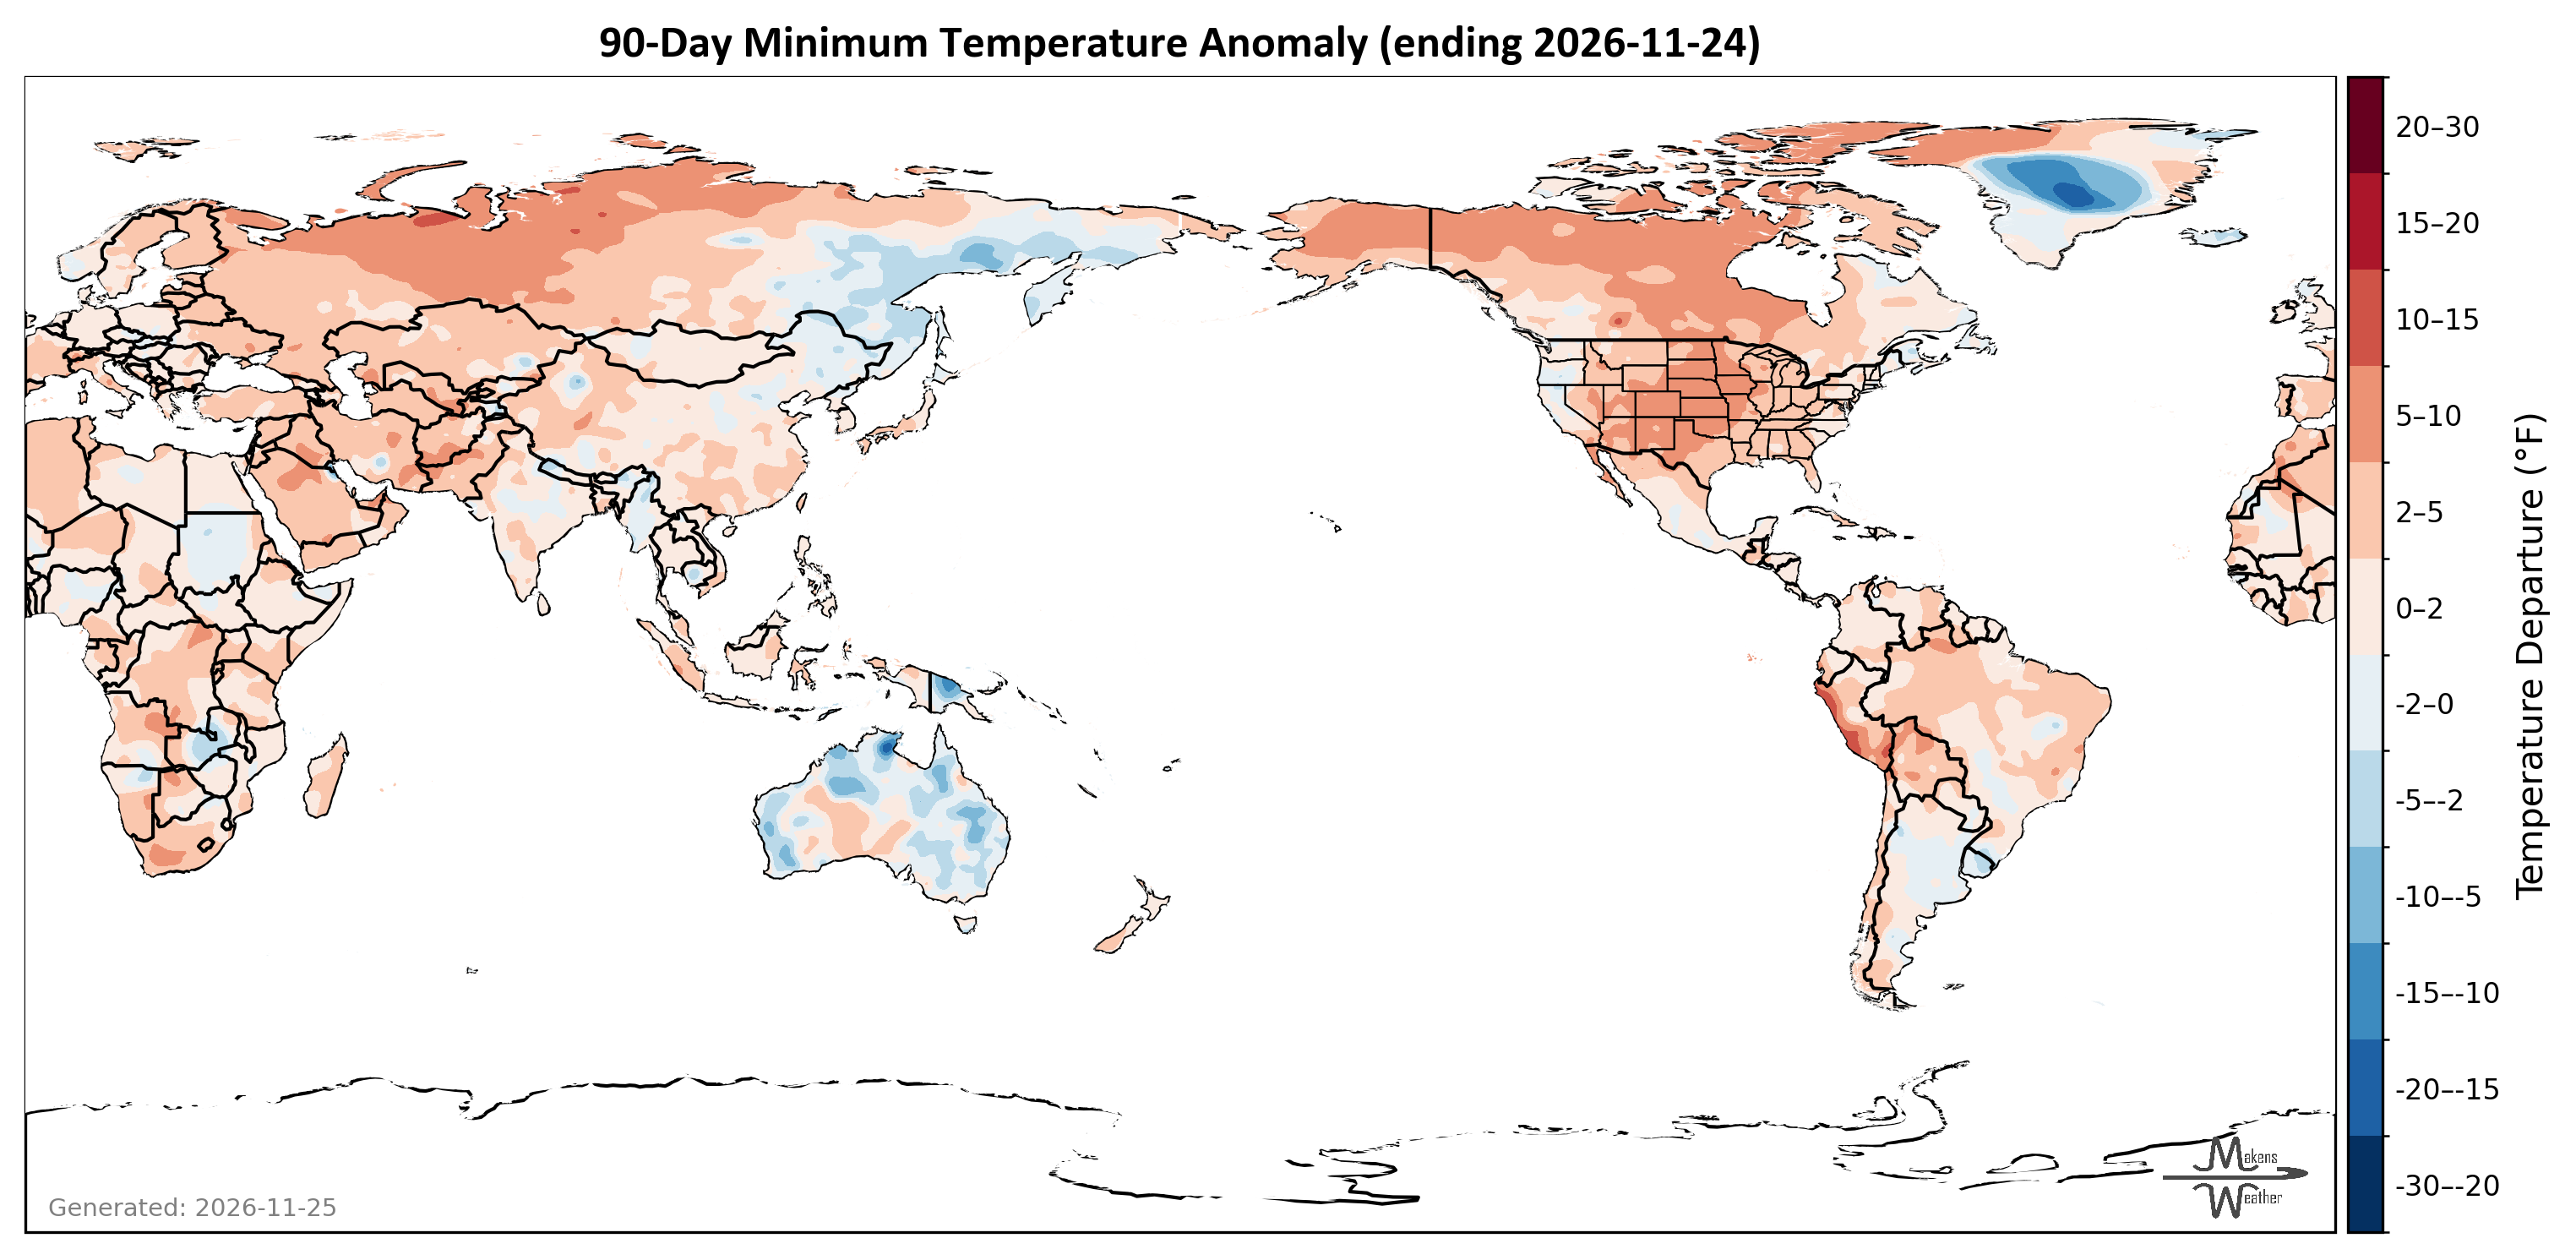 90-Day Minimum Temperature Anomaly (ending 2026-11-24)
20–30
15–20
10–15
5–10
2–5
0–2
-2–0
-5–-2
-10–-5
-15–-10
-20–-15
-30–-20
Temperature Departure (°F)
Generated: 2026-11-25
Makens
Weather